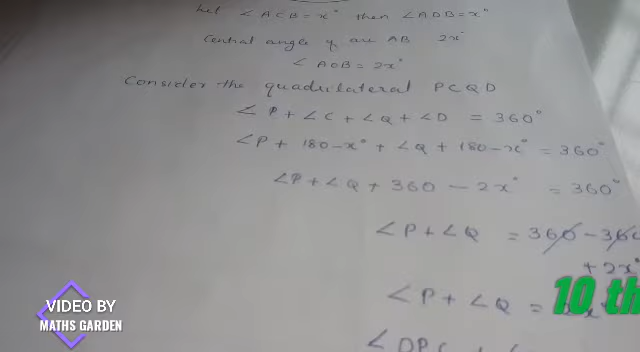 Let ∠ACB = x° then ∠ADB = x°
Central angle of arc AB 2x°
∠AOB = 2x°
Consider the quadulateral PCQD
∠P + ∠C + ∠Q + ∠D = 360°
∠P + 180 - x° + ∠Q + 180 - x° = 360°
∠P + ∠Q + 360 - 2x° = 360°
∠P + ∠Q = 360 - 360
+ 2x°
∠P + ∠Q =
10 th
VIDEO BY
MATHS GARDEN